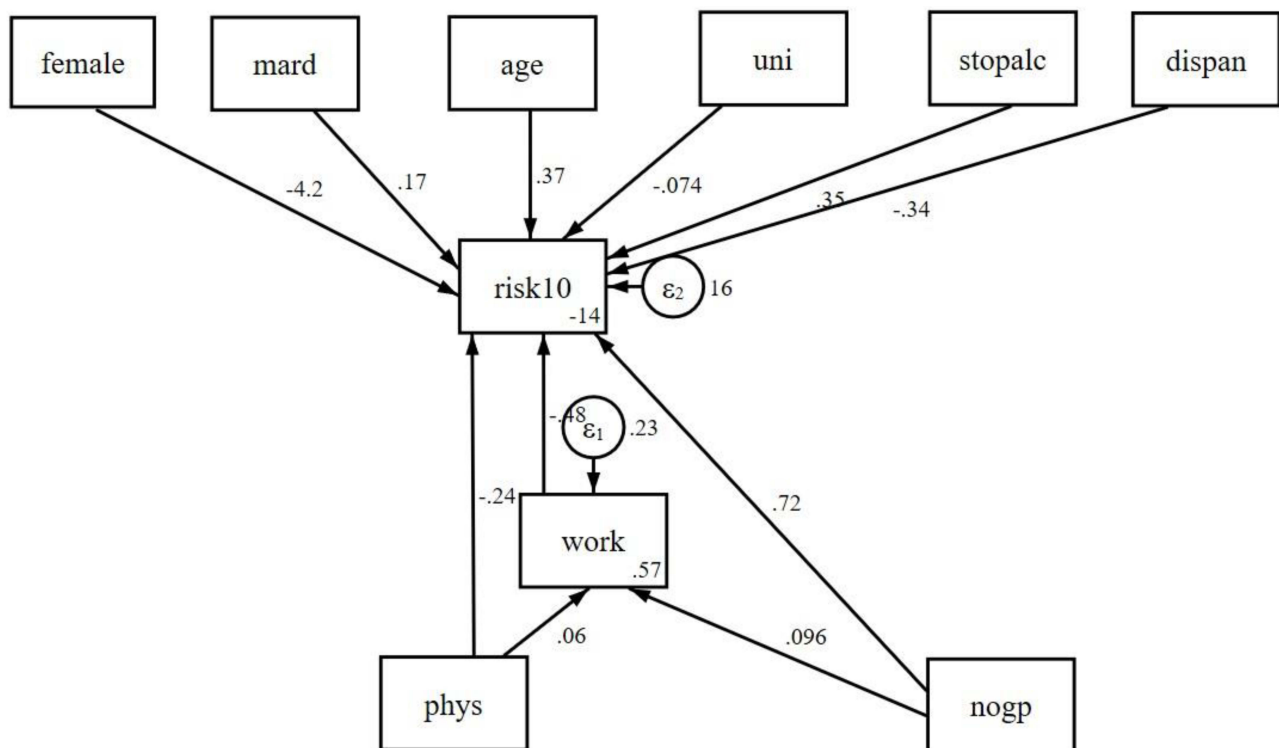 female
mard
age
uni
stopalc
dispan
-4.2
.17
.37
-.074
.35
-.34
risk10
-14
ε₂
16
-.48
ε₁
.23
-.24
.72
work
.57
.06
.096
phys
nogp